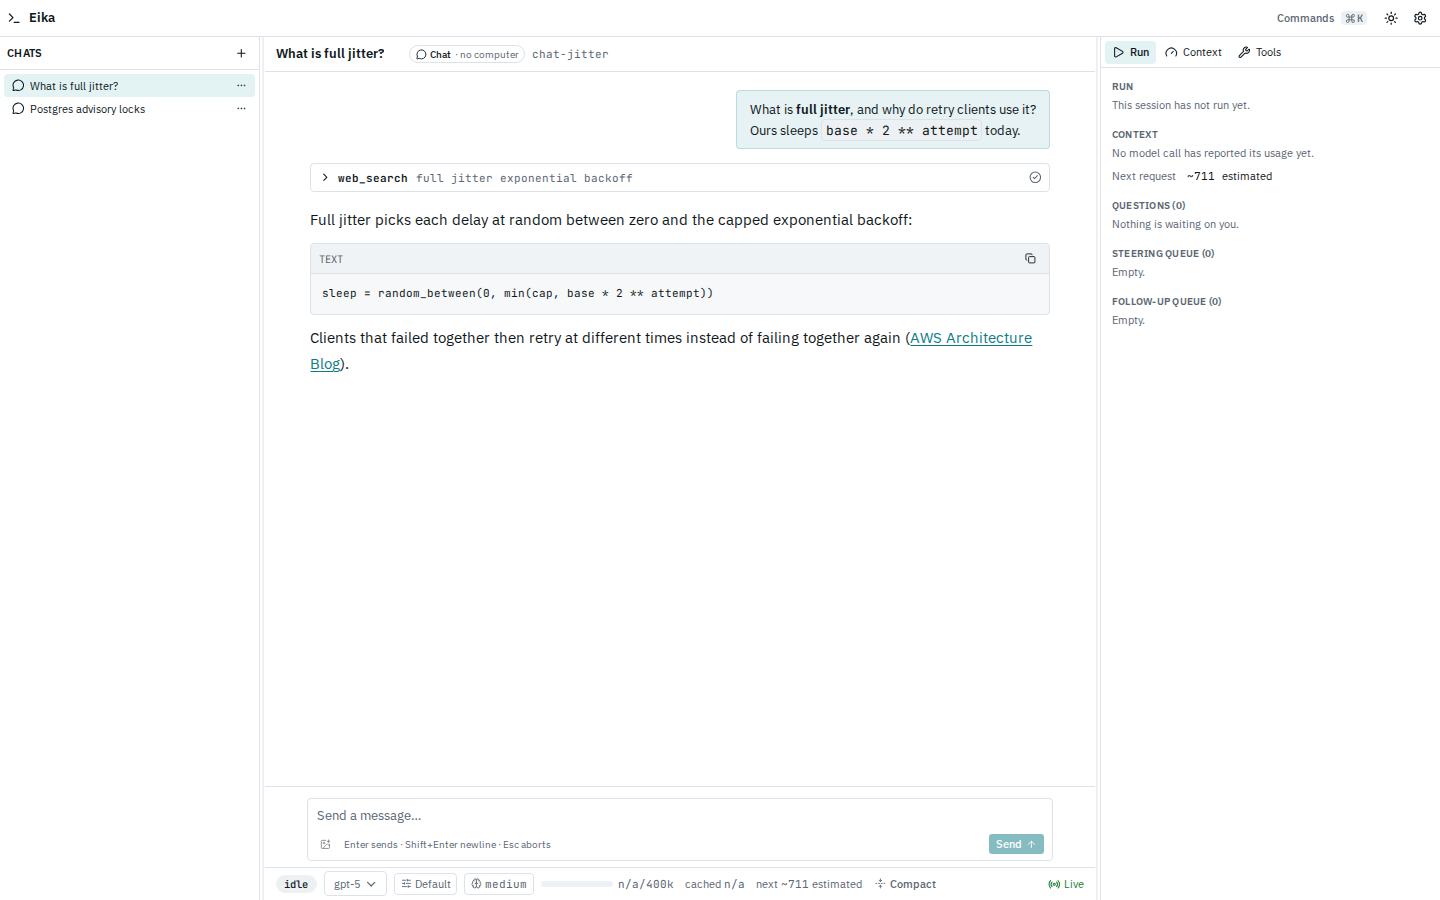 Eika
Commands ⌘K
CHATS
What is full jitter?
Postgres advisory locks
What is full jitter?
Chat · no computer
chat-jitter
What is full jitter, and why do retry clients use it?
Ours sleeps base * 2 ** attempt today.
web_search full jitter exponential backoff
Full jitter picks each delay at random between zero and the capped exponential backoff:
TEXT
sleep = random_between(0, min(cap, base * 2 ** attempt))
Clients that failed together then retry at different times instead of failing together again (AWS Architecture
Blog).
Send a message...
Enter sends · Shift+Enter newline · Esc aborts
Send
idle gpt-5 Default medium n/a/400k cached n/a next ~711 estimated Compact Live
Run Context Tools
RUN
This session has not run yet.
CONTEXT
No model call has reported its usage yet.
Next request ~711 estimated
QUESTIONS (0)
Nothing is waiting on you.
STEERING QUEUE (0)
Empty.
FOLLOW-UP QUEUE (0)
Empty.